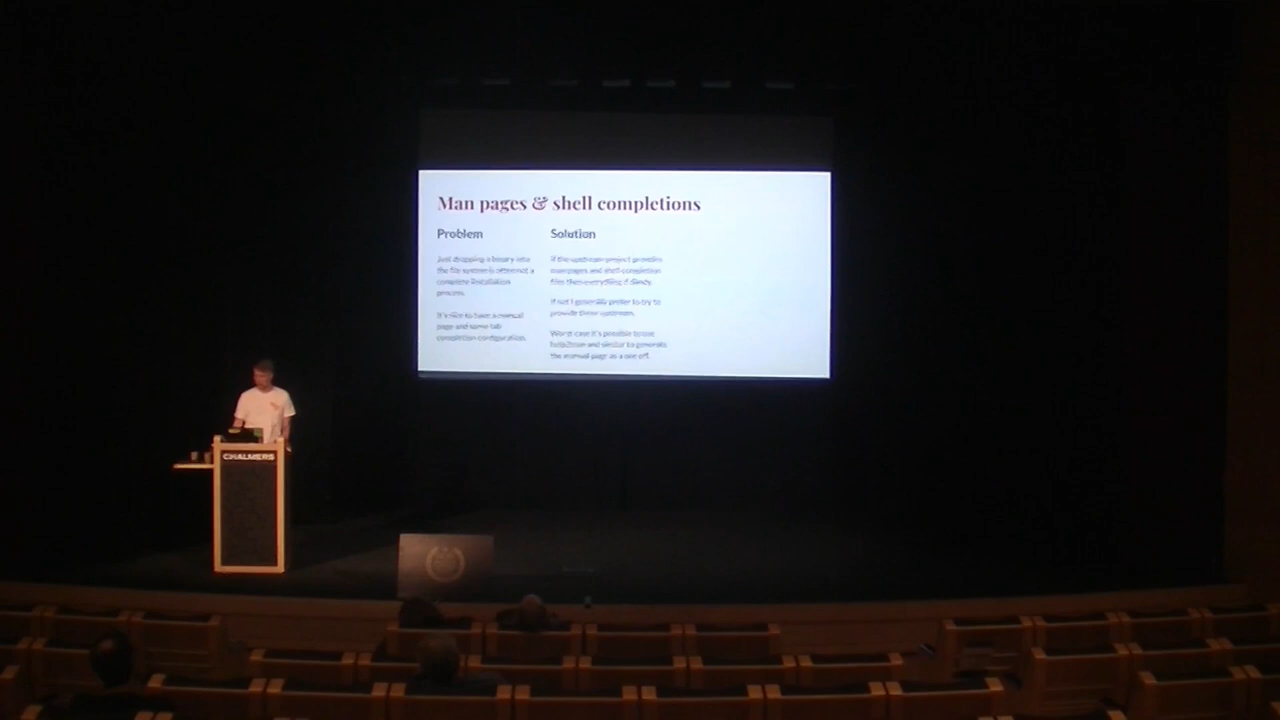 Man pages & shell completions
Problem
Just dropping a binary into
the file system is often not a
complete installation
process.
It's nice to have a manual
page and some tab
completion configuration.
Solution
If the upstream project provides
manpages and shell completion
files then everything if dandy.
If not I generally prefer to try to
provide these upstream.
Worst case it's possible to use
help2man and similar to generate
the manual page as a one off.
CHALMERS